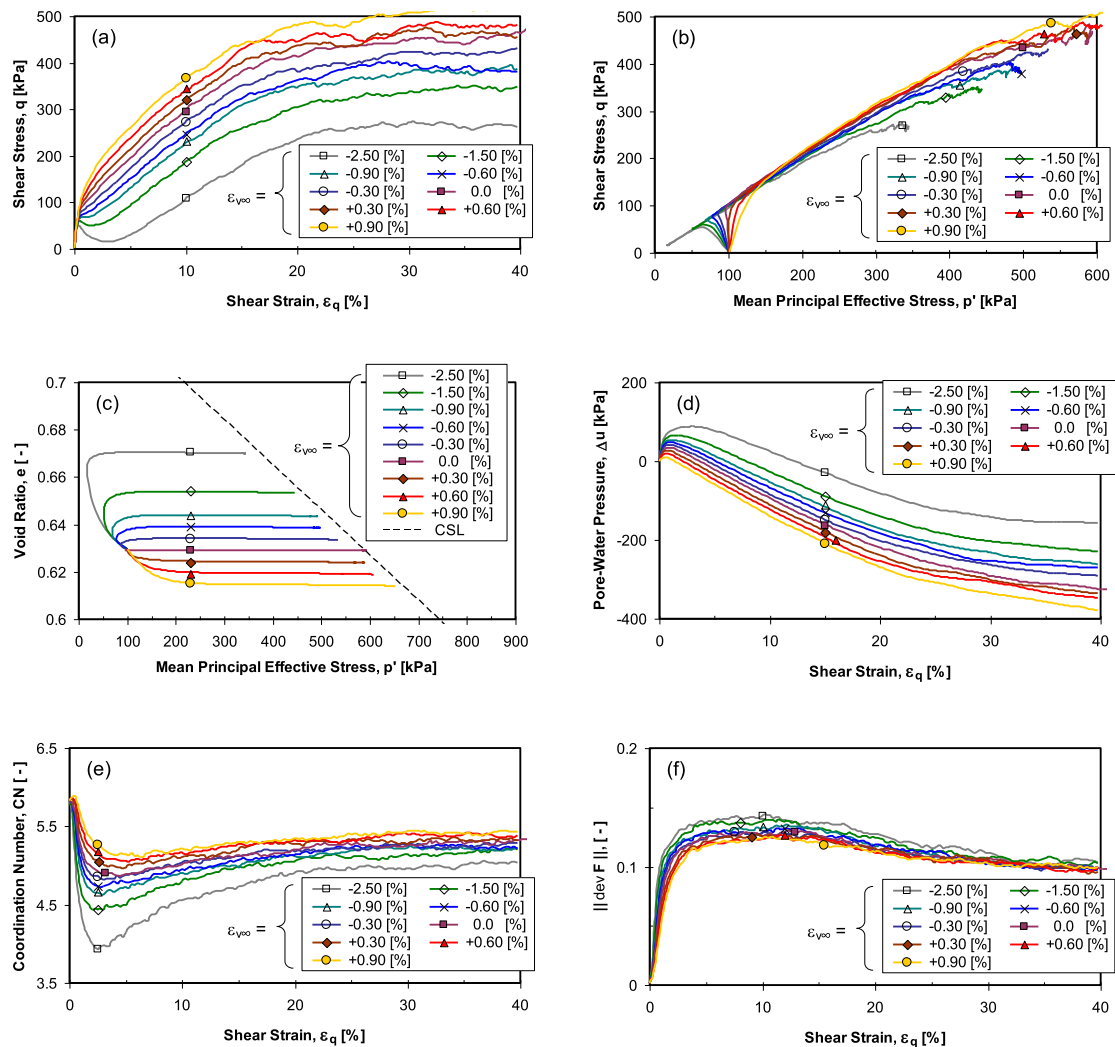 (a)
Shear Stress, q [kPa]
500
400
300
200
100
0
0 10 20 30 40
Shear Strain, εq [%]
εv∞ =
-2.50 [%] -1.50 [%]
-0.90 [%] -0.60 [%]
-0.30 [%] 0.0 [%]
+0.30 [%] +0.60 [%]
+0.90 [%]
(b)
Shear Stress, q [kPa]
500
400
300
200
100
0
0 100 200 300 400 500 600
Mean Principal Effective Stress, p' [kPa]
εv∞ =
-2.50 [%] -1.50 [%]
-0.90 [%] -0.60 [%]
-0.30 [%] 0.0 [%]
+0.30 [%] +0.60 [%]
+0.90 [%]
(c)
Void Ratio, e [ - ]
0.7
0.68
0.66
0.64
0.62
0.6
0 100 200 300 400 500 600 700 800 900
Mean Principal Effective Stress, p' [kPa]
εv∞ =
-2.50 [%]
-1.50 [%]
-0.90 [%]
-0.60 [%]
-0.30 [%]
0.0 [%]
+0.30 [%]
+0.60 [%]
+0.90 [%]
CSL
(d)
Pore-Water Pressure, Δu [kPa]
200
0
-200
-400
0 10 20 30 40
Shear Strain, εq [%]
εv∞ =
-2.50 [%] -1.50 [%]
-0.90 [%] -0.60 [%]
-0.30 [%] 0.0 [%]
+0.30 [%] +0.60 [%]
+0.90 [%]
(e)
Coordination Number, CN [ - ]
6.5
5.5
4.5
3.5
0 10 20 30 40
Shear Strain, εq [%]
εv∞ =
-2.50 [%] -1.50 [%]
-0.90 [%] -0.60 [%]
-0.30 [%] 0.0 [%]
+0.30 [%] +0.60 [%]
+0.90 [%]
(f)
|| dev F ||, [ - ]
0.2
0.1
0
0 10 20 30 40
Shear Strain, εq [%]
εv∞ =
-2.50 [%] -1.50 [%]
-0.90 [%] -0.60 [%]
-0.30 [%] 0.0 [%]
+0.30 [%] +0.60 [%]
+0.90 [%]